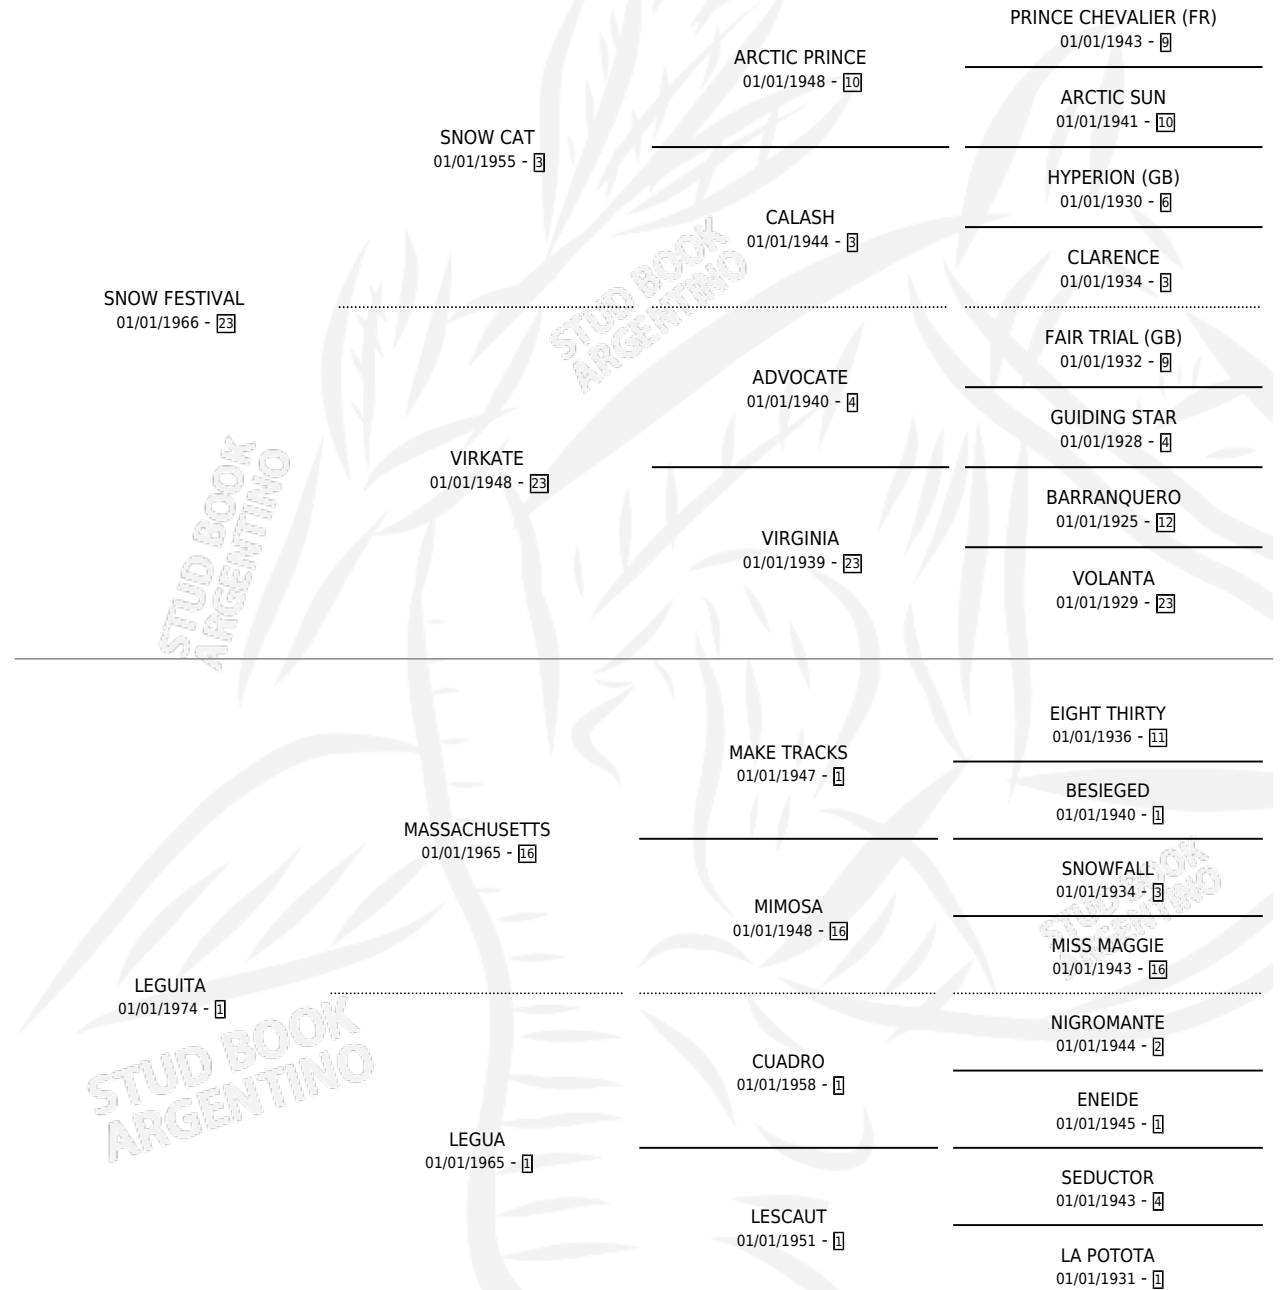 PRINCE CHEVALIER (FR)
01/01/1943 - 9
ARCTIC PRINCE
01/01/1948 - 10
ARCTIC SUN
01/01/1941 - 10
SNOW CAT
01/01/1955 - 3
HYPERION (GB)
01/01/1930 - 6
CALASH
01/01/1944 - 3
CLARENCE
01/01/1934 - 3
SNOW FESTIVAL
01/01/1966 - 23
FAIR TRIAL (GB)
01/01/1932 - 9
ADVOCATE
01/01/1940 - 4
GUIDING STAR
01/01/1928 - 4
VIRKATE
01/01/1948 - 23
BARRANQUERO
01/01/1925 - 12
VIRGINIA
01/01/1939 - 23
VOLANTA
01/01/1929 - 23
EIGHT THIRTY
01/01/1936 - 11
MAKE TRACKS
01/01/1947 - 1
BESIEGED
01/01/1940 - 1
MASSACHUSETTS
01/01/1965 - 16
SNOWFALL
01/01/1934 - 3
MIMOSA
01/01/1948 - 16
MISS MAGGIE
01/01/1943 - 16
LEGUITA
01/01/1974 - 1
NIGROMANTE
01/01/1944 - 2
CUADRO
01/01/1958 - 1
ENEIDE
01/01/1945 - 1
LEGUA
01/01/1965 - 1
SEDUCTOR
01/01/1943 - 4
LESCAUT
01/01/1951 - 1
LA POTOTA
01/01/1931 - 1
STUD BOOK
ARGENTINO
STUD BOOK
ARGENTINO
STUD BOOK
ARGENTINO
STUD BOOK
ARGENTINO